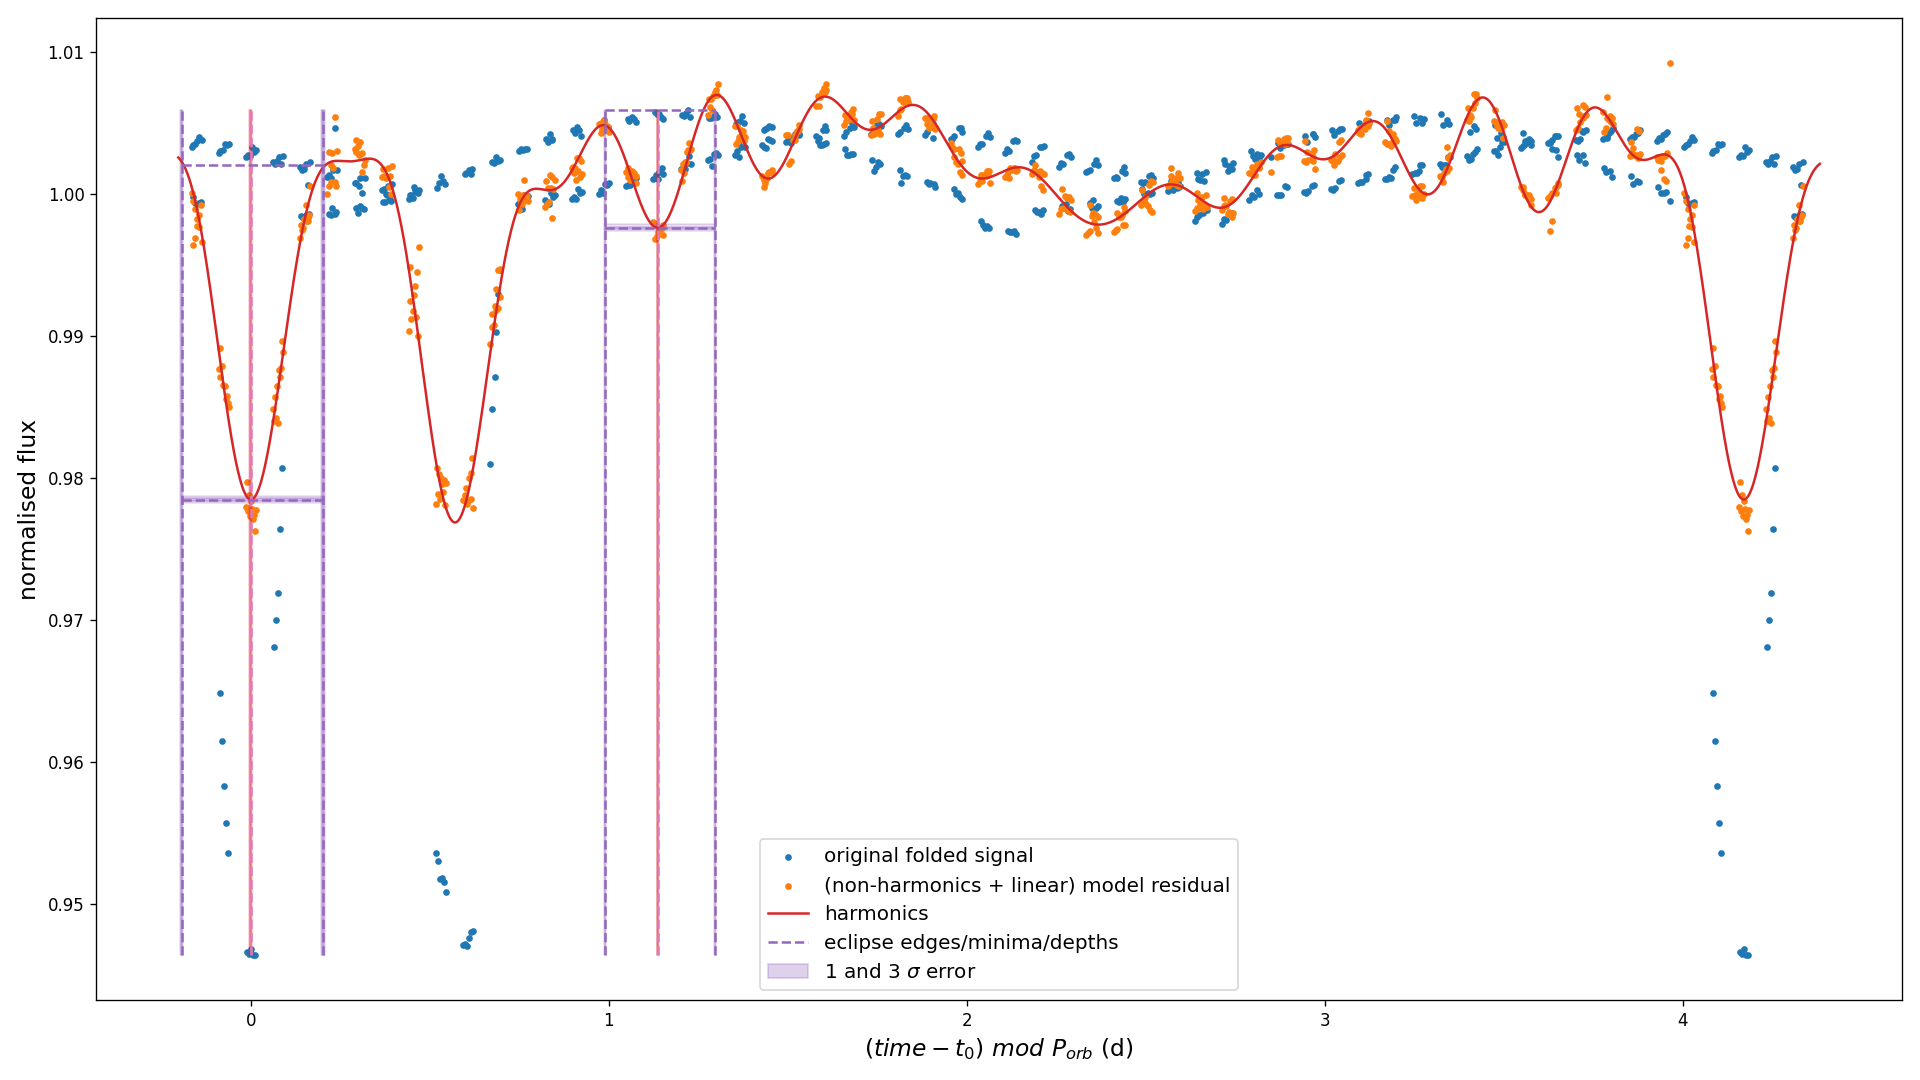 1.01
1.00
0.99
0.98
0.97
0.96
0.95
normalised flux
original folded signal
(non-harmonics + linear) model residual
harmonics
eclipse edges/minima/depths
1 and 3 σ error
0 1 2 3 4
(time − t₀) mod Pₒᵣᵦ (d)